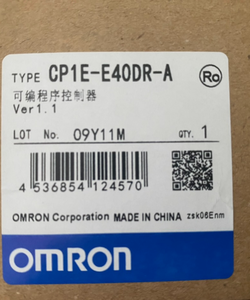 TYPE CP1E-E40DR-A Ro
可编程序控制器
Ver1.1
LOT No. 09Y11M QTY. 1
4 536854 124570
OMRON Corporation MADE IN CHINA zsk06Enm
OMRON